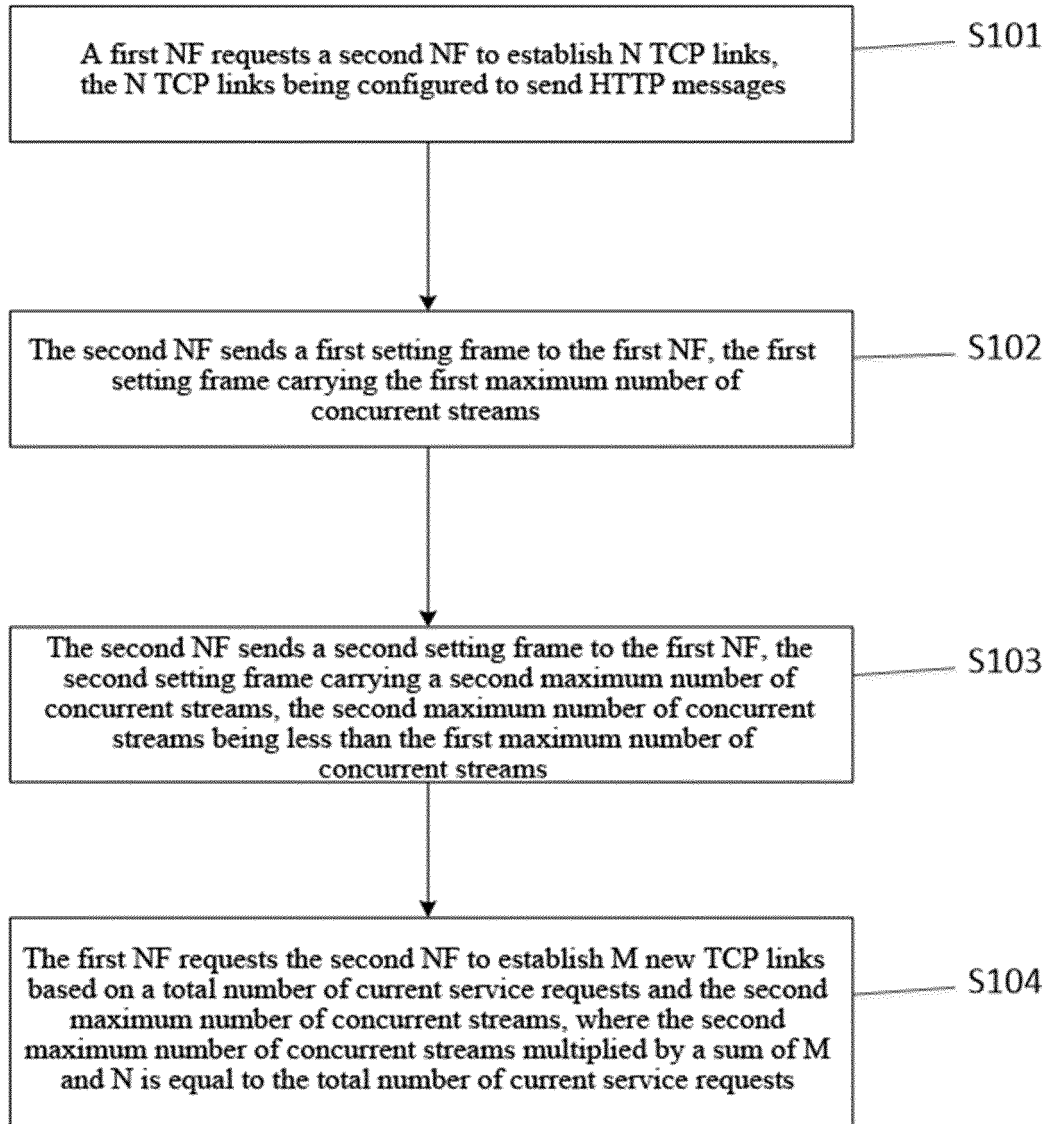 A first NF requests a second NF to establish N TCP links,
the N TCP links being configured to send HTTP messages
S101
The second NF sends a first setting frame to the first NF, the first
setting frame carrying the first maximum number of
concurrent streams
S102
The second NF sends a second setting frame to the first NF, the
second setting frame carrying a second maximum number of
concurrent streams, the second maximum number of concurrent
streams being less than the first maximum number of
concurrent streams
S103
The first NF requests the second NF to establish M new TCP links
based on a total number of current service requests and the second
maximum number of concurrent streams, where the second
maximum number of concurrent streams multiplied by a sum of M
and N is equal to the total number of current service requests
S104